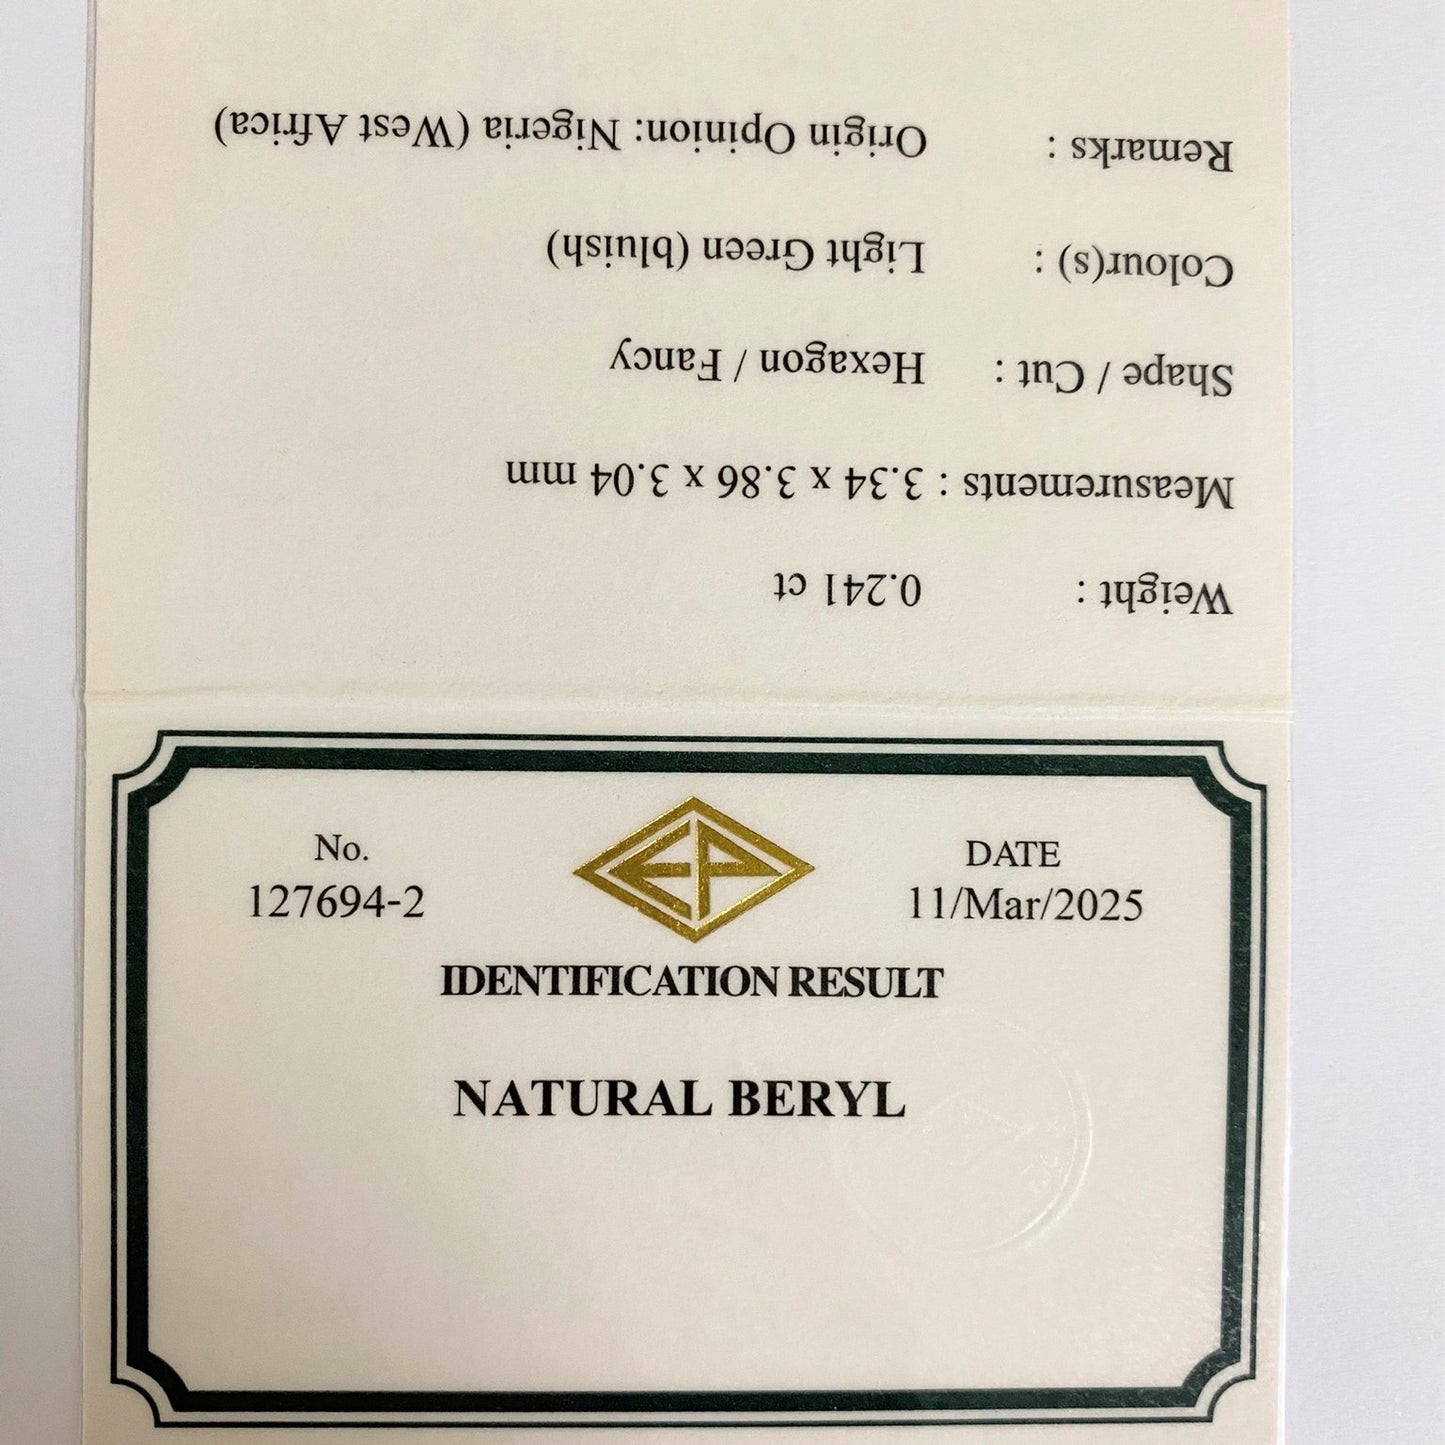 Weight : 0.241 ct
Measurements : 3.34 x 3.86 x 3.04 mm
Shape / Cut : Hexagon / Fancy
Colour(s) : Light Green (bluish)
Remarks : Origin Opinion: Nigeria (West Africa)
No.
127694-2
EP
DATE
11/Mar/2025
IDENTIFICATION RESULT
NATURAL BERYL